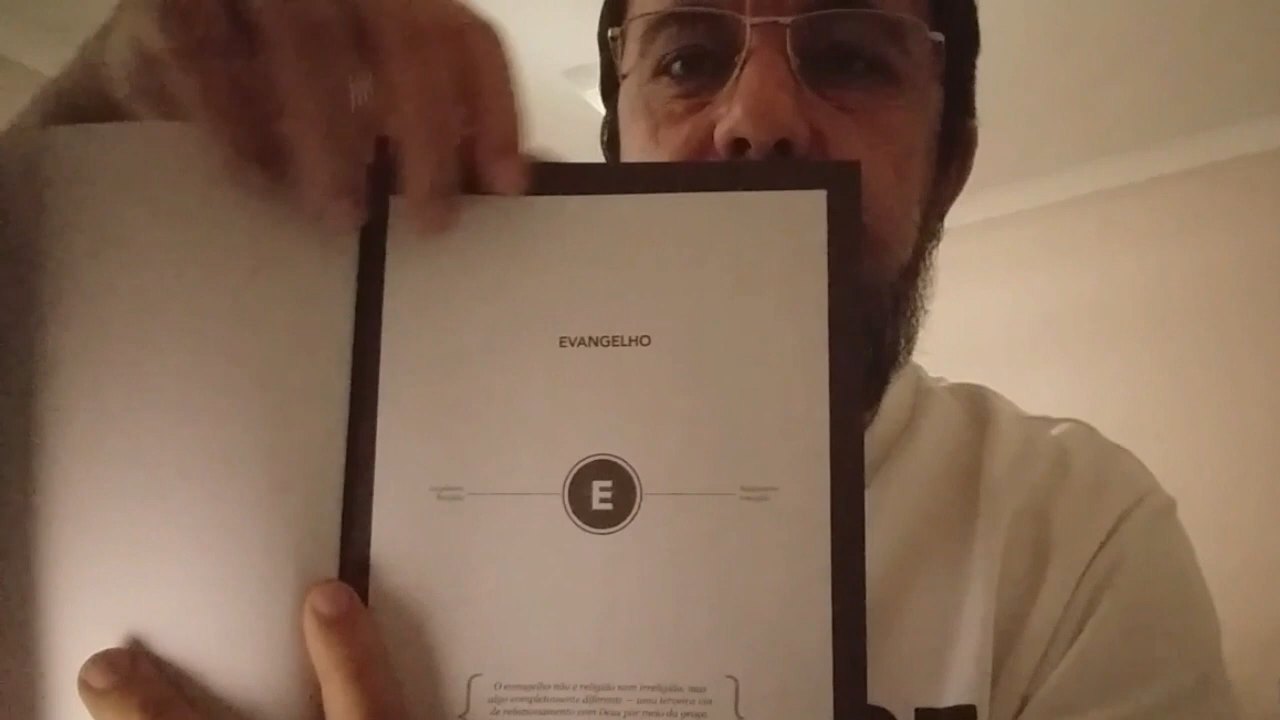 EVANGELHO
E
O evangelho não é religião nem irreligião, mas
algo completamente diferente — uma terceira via
de relacionamento com Deus por meio da graça